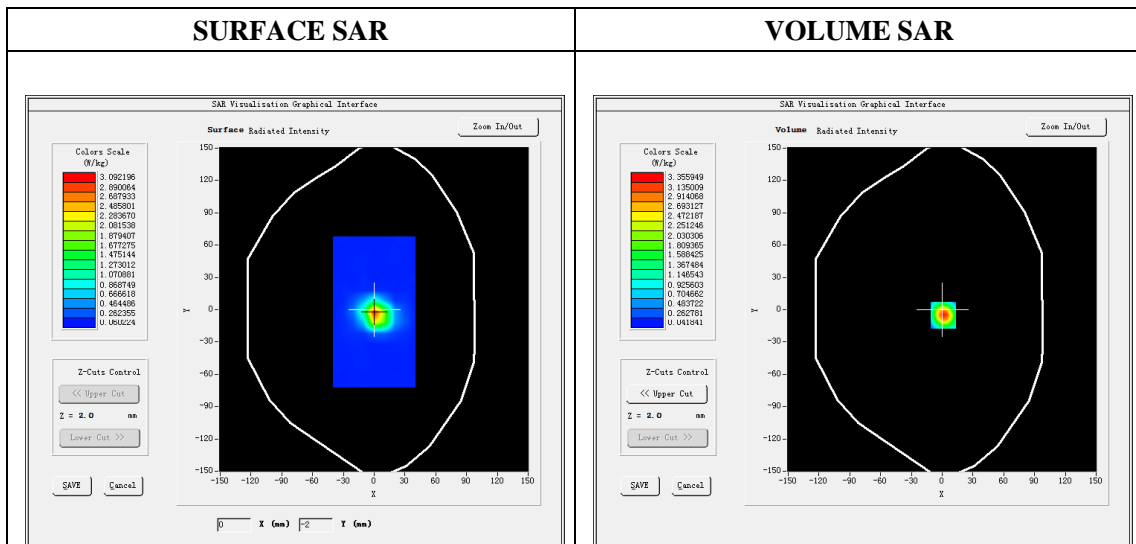 SURFACE SAR
VOLUME SAR
SAR Visualisation Graphical Interface
Surface Radiated Intensity
Zoom In/Out
Colors Scale
(W/kg)
3.092196
2.890064
2.687933
2.485801
2.283670
2.081538
1.879407
1.677275
1.475144
1.273012
1.070881
0.868749
0.666618
0.464486
0.262355
0.060224
150
120
90
60
30
0
-30
-60
-90
-120
-150
Y
-150 -120 -90 -60 -30 0 30 60 90 120 150
X
Z-Cuts Control
<< Upper Cut
Z = 2.0 mm
Lower Cut >>
SAVE Cancel
0 X (mm) -2 Y (mm)
SAR Visualisation Graphical Interface
Volume Radiated Intensity
Zoom In/Out
Colors Scale
(W/kg)
3.355949
3.135009
2.914068
2.693127
2.472187
2.251246
2.030306
1.809365
1.588425
1.367484
1.146543
0.925603
0.704662
0.483722
0.262781
0.041841
150
120
90
60
30
0
-30
-60
-90
-120
-150
Y
-150 -120 -90 -60 -30 0 30 60 90 120 150
X
Z-Cuts Control
<< Upper Cut
Z = 2.0 mm
Lower Cut >>
SAVE Cancel